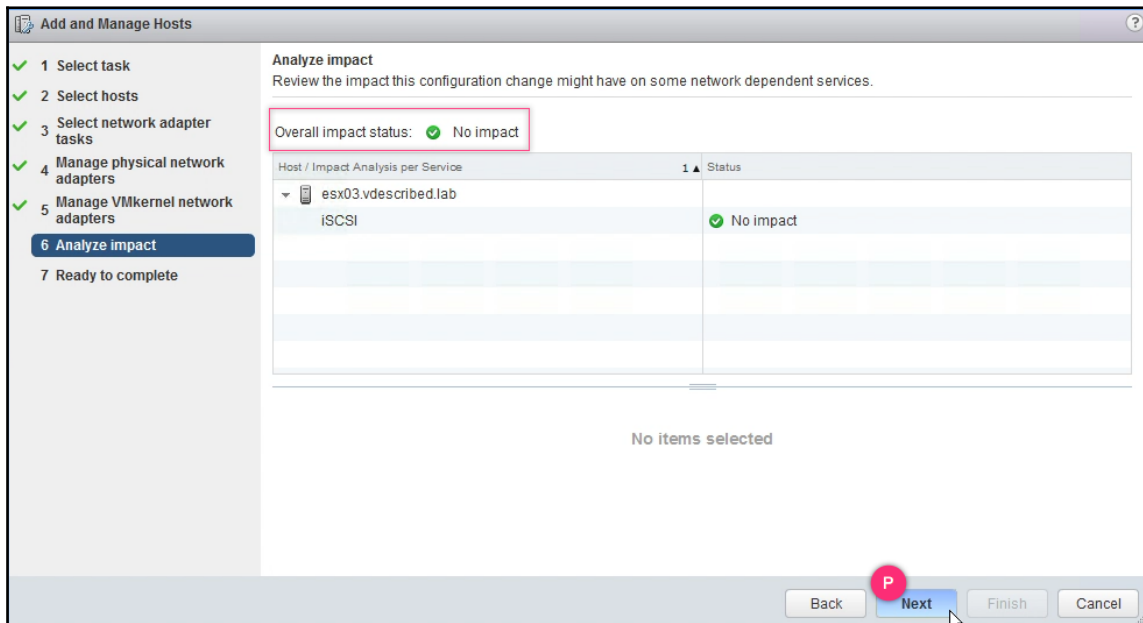 Add and Manage Hosts
?
1 Select task
2 Select hosts
3 Select network adapter
tasks
4 Manage physical network
adapters
5 Manage VMkernel network
adapters
6 Analyze impact
7 Ready to complete
Analyze impact
Review the impact this configuration change might have on some network dependent services.
Overall impact status: No impact
Host / Impact Analysis per Service 1 ▲ Status
esx03.vdescribed.lab
iSCSI No impact
No items selected
P
Back Next Finish Cancel